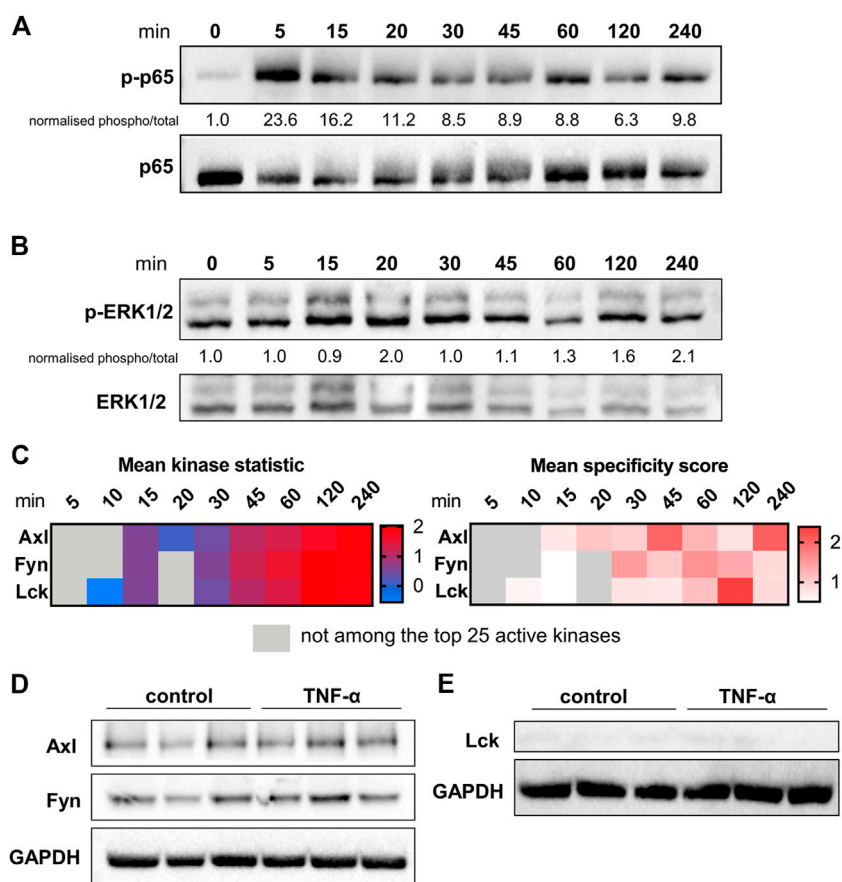 A
min 0 5 15 20 30 45 60 120 240
p-p65
normalised phospho/total 1.0 23.6 16.2 11.2 8.5 8.9 8.8 6.3 9.8
p65
B
min 0 5 15 20 30 45 60 120 240
p-ERK1/2
normalised phospho/total 1.0 1.0 0.9 2.0 1.0 1.1 1.3 1.6 2.1
ERK1/2
C
Mean kinase statistic
min 5 10 15 20 30 45 60 120 240
Axl
Fyn
Lck
2
1
0
Mean specificity score
min 5 10 15 20 30 45 60 120 240
Axl
Fyn
Lck
2
1
not among the top 25 active kinases
D
control TNF-α
Axl
Fyn
GAPDH
E
control TNF-α
Lck
GAPDH